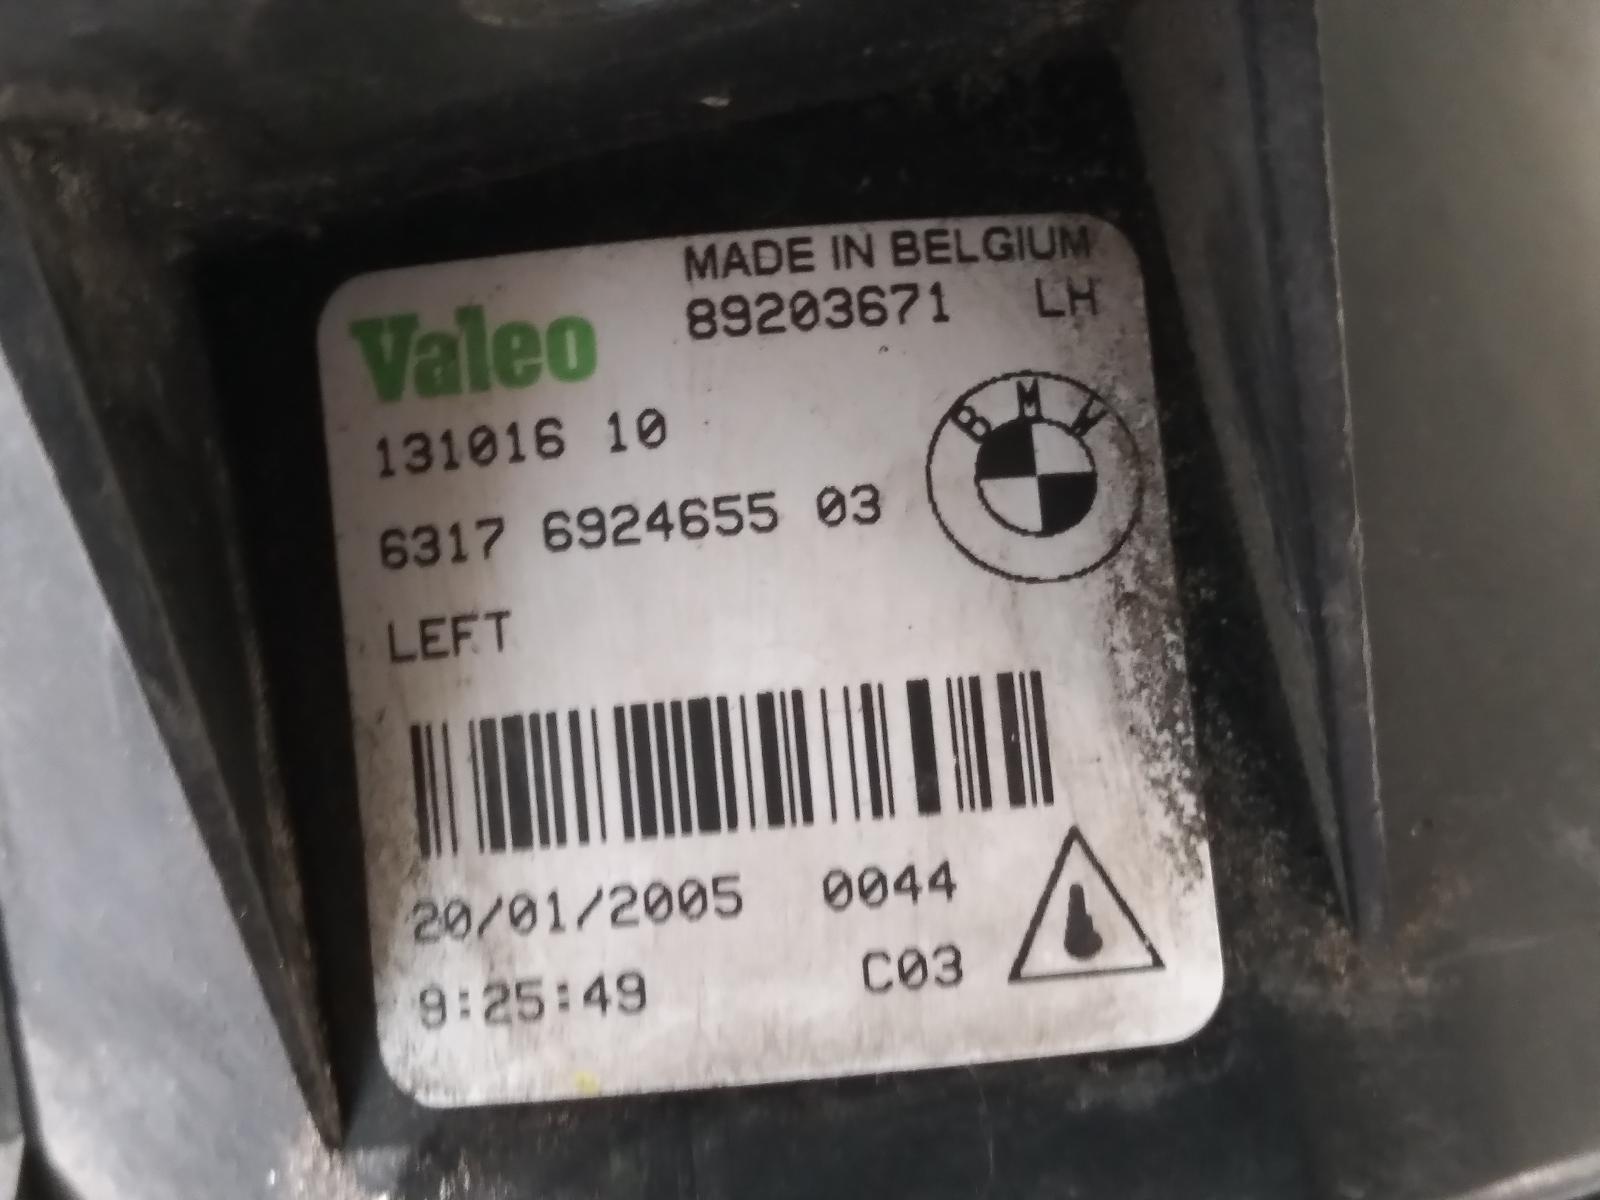 MADE IN BELGIUM
Valeo 89203671 LH
131016 10
BMW
6317 6924655 03
LEFT
20/01/2005 0044
9:25:49 C03